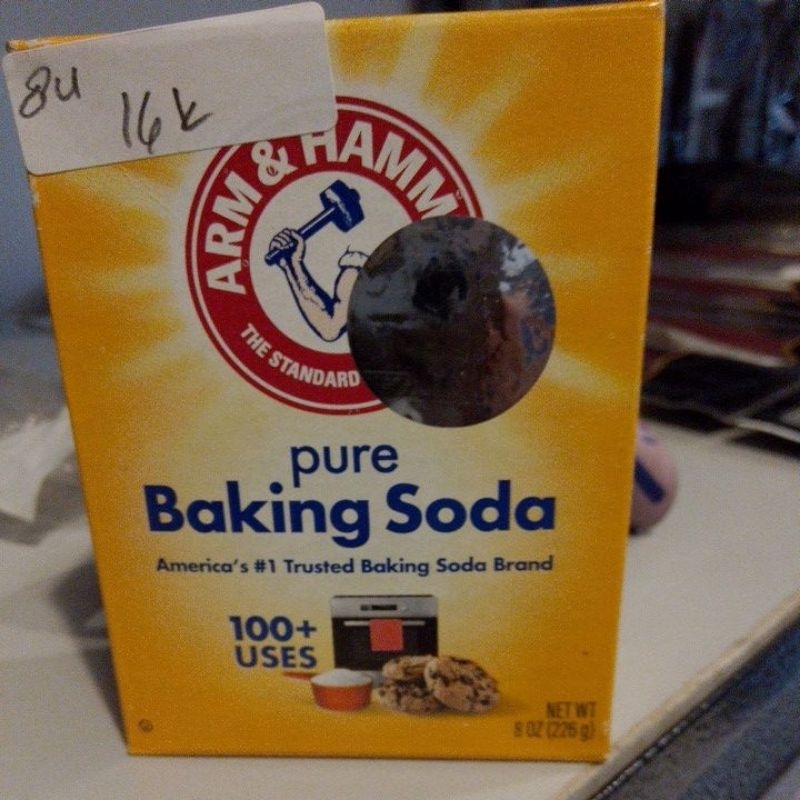 8u
16k
ARM & HAMM
THE STANDARD
pure
Baking Soda
America's #1 Trusted Baking Soda Brand
100+
USES
NET WT
8 OZ (226 g)